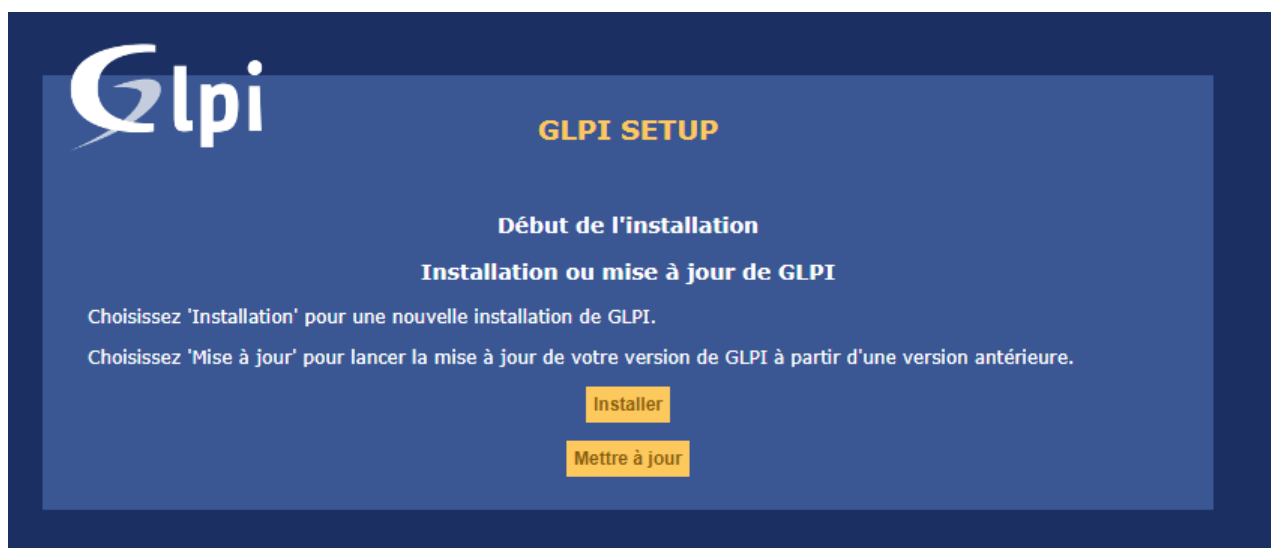 Glpi
GLPI SETUP
Début de l'installation
Installation ou mise à jour de GLPI
Choisissez 'Installation' pour une nouvelle installation de GLPI.
Choisissez 'Mise à jour' pour lancer la mise à jour de votre version de GLPI à partir d'une version antérieure.
Installer
Mettre à jour